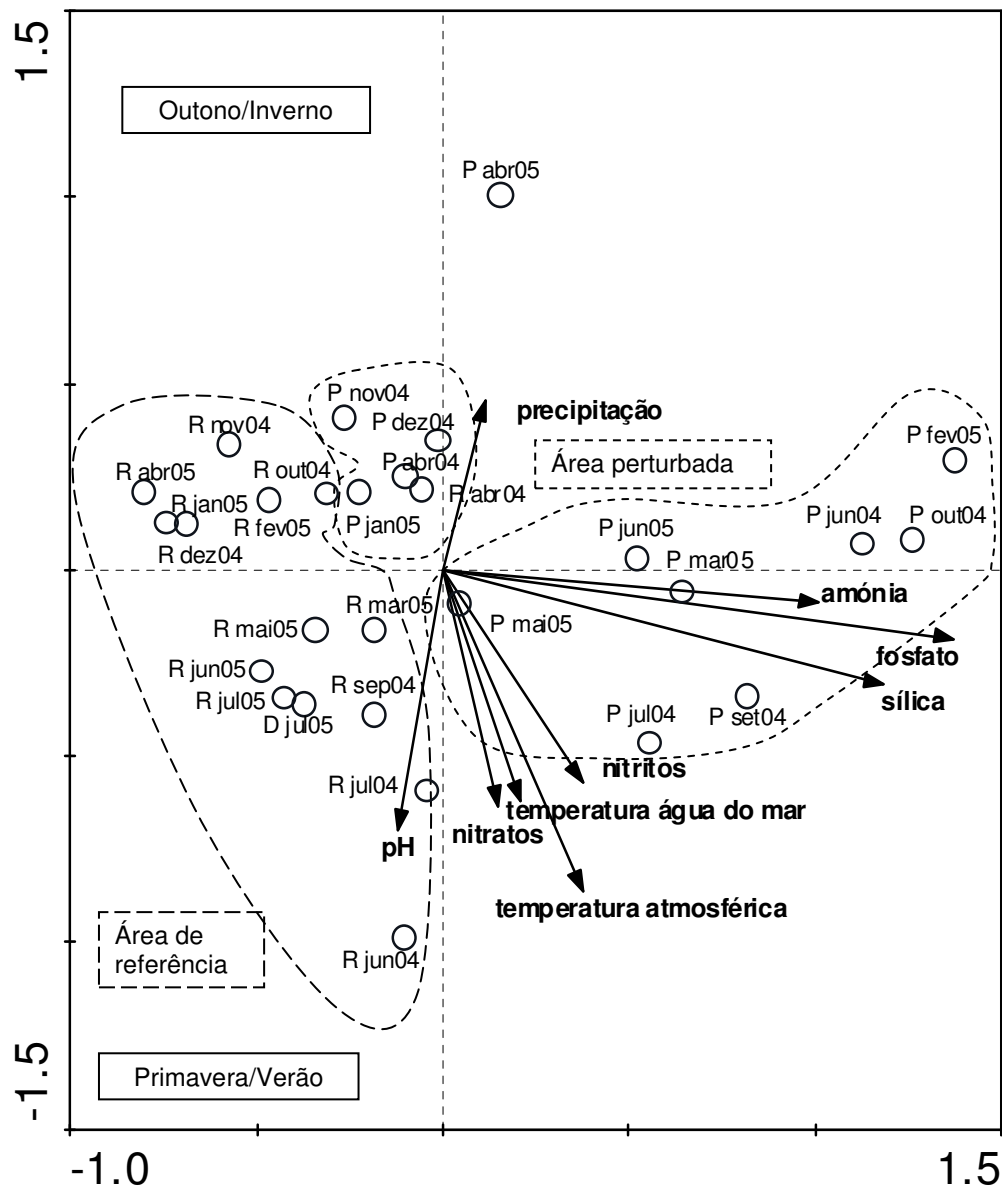 1.5
Outono/Inverno
P abr05
P nov04
precipitação
P dez04
R nov04
P fev05
Área perturbada
P abr04
R out04
R abr05
R abr04
R jan05
P jun04
P out04
R fev05
P jan05
P jun05
R dez04
P mar05
amónia
R mar05
P mai05
R mai05
fosfato
R jun05
R sep04
sílica
R jul05
P jul04
P set04
D jul05
nitritos
R jul04
temperatura água do mar
nitratos
pH
temperatura atmosférica
Área de
referência
R jun04
Primavera/Verão
-1.5
-1.0
1.5